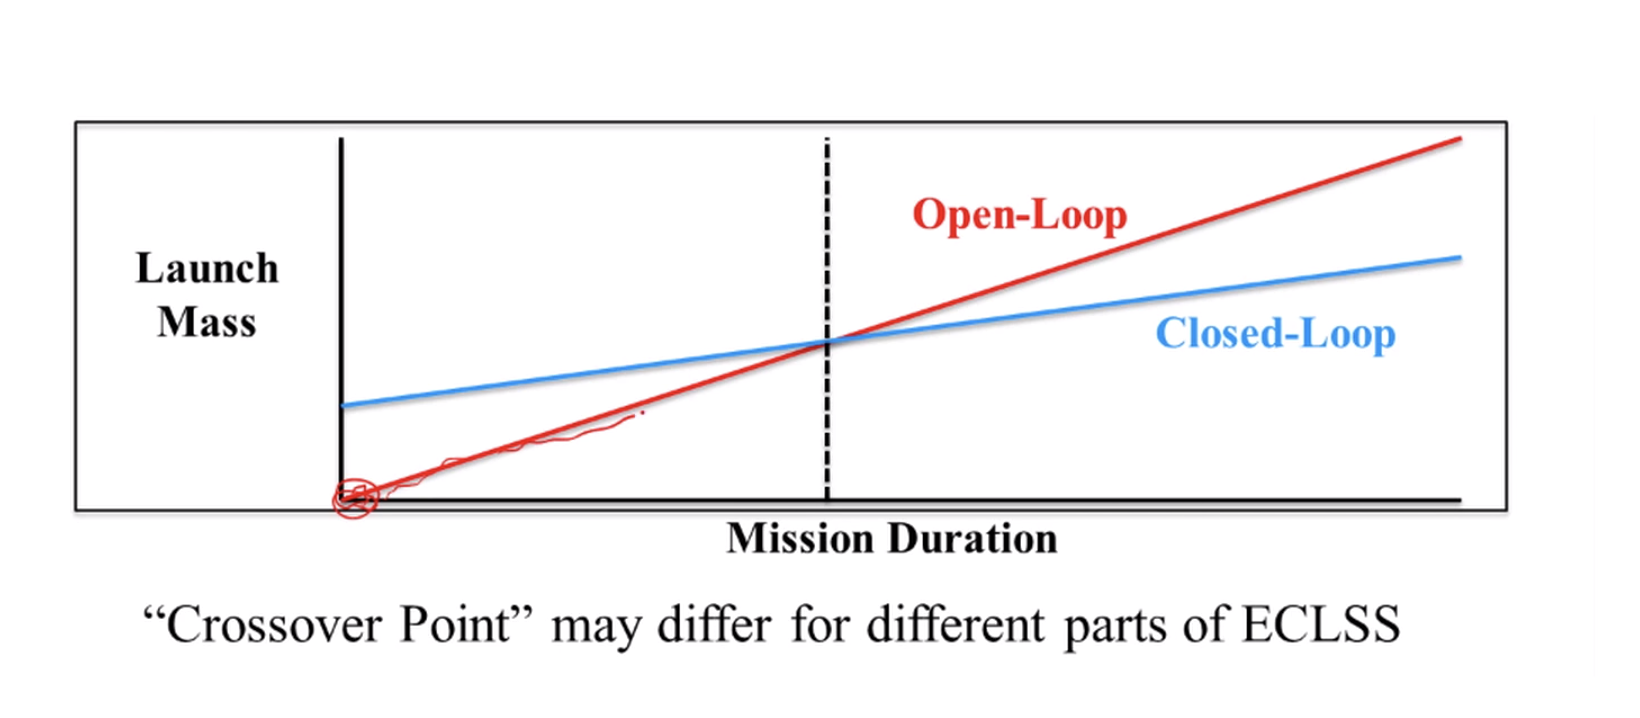 Open-Loop
Launch
Mass
Closed-Loop
Mission Duration
“Crossover Point” may differ for different parts of ECLSS